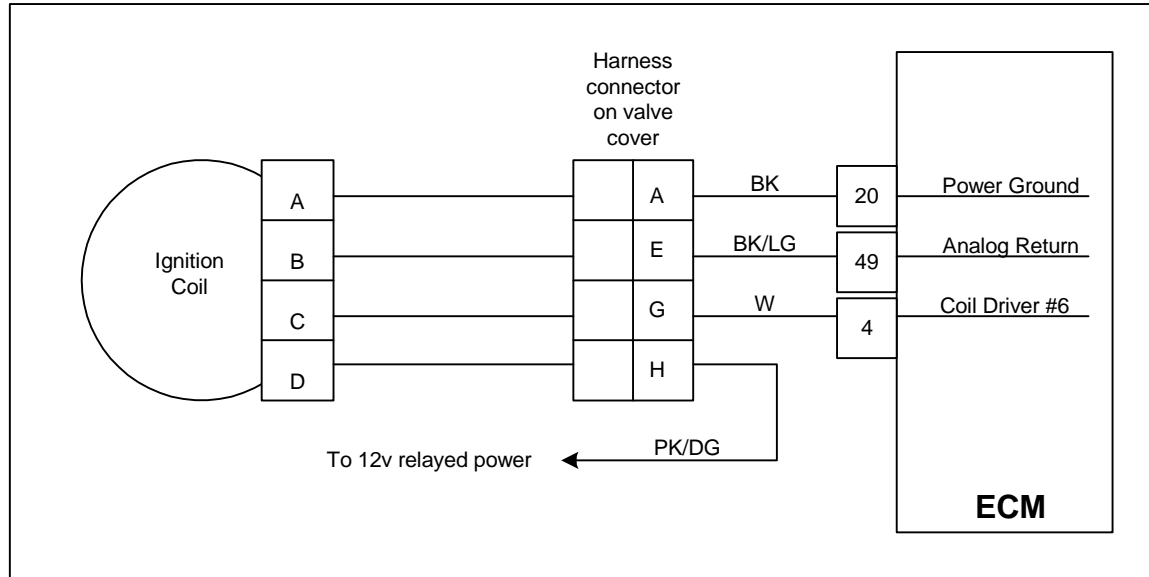 Harness
connector
on valve
cover
Ignition
Coil
A
B
C
D
A
E
G
H
BK
BK/LG
W
PK/DG
To 12v relayed power
20
49
4
Power Ground
Analog Return
Coil Driver #6
ECM